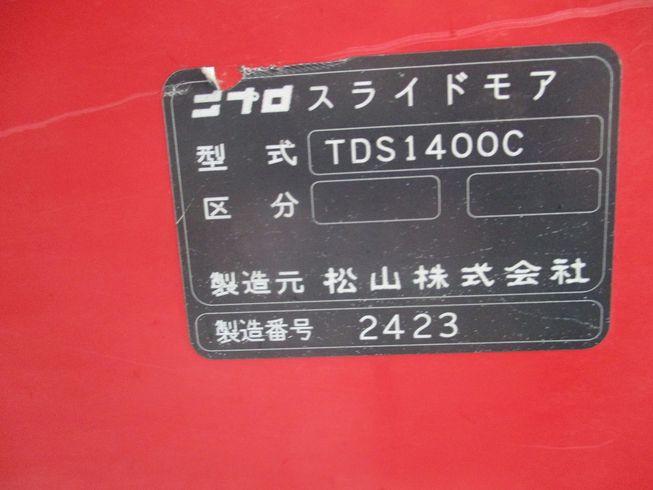 ニプロスライドモア
型式 TDS1400C
区分
製造元 松山株式会社
製造番号 2423